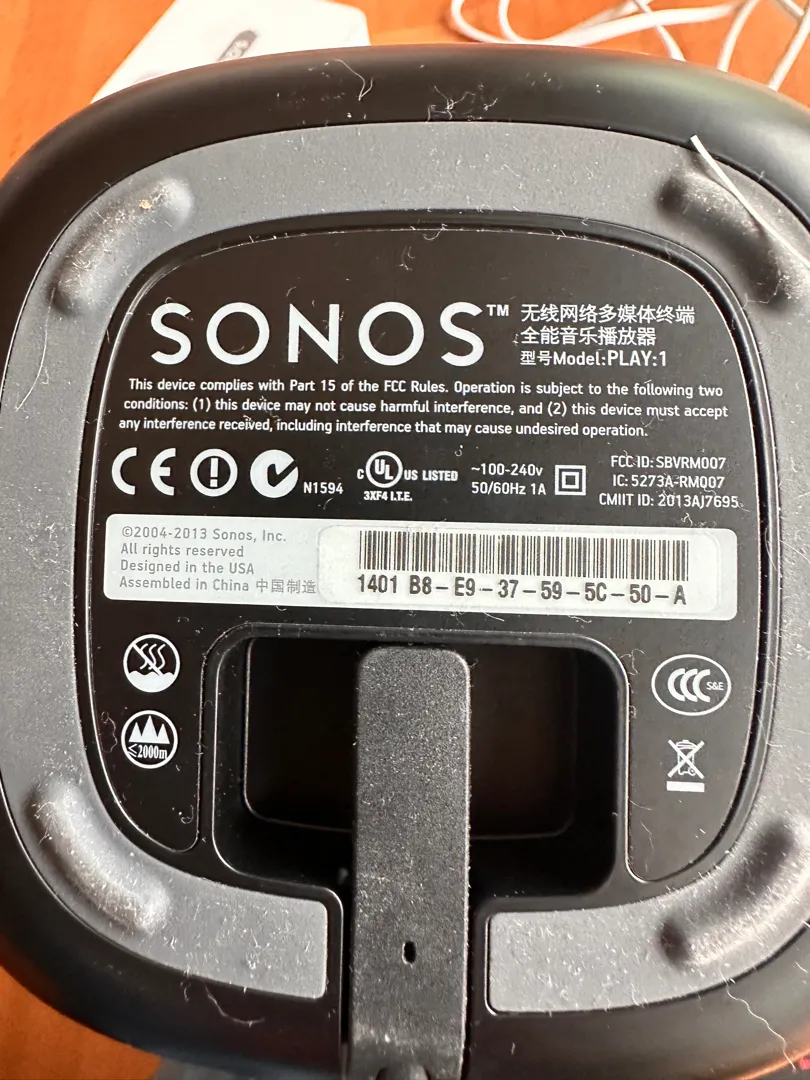 SONOS™
无线网络多媒体终端
全能音乐播放器
型号Model:PLAY:1
This device complies with Part 15 of the FCC Rules. Operation is subject to the following two
conditions: (1) this device may not cause harmful interference, and (2) this device must accept
any interference received, including interference that may cause undesired operation.
CE
N1594
C UL US LISTED
3XF4 I.T.E.
~100-240v
50/60Hz 1A
FCC ID: SBVRM007
IC: 5273A-RM007
CMIIT ID: 2013AJ7695
©2004-2013 Sonos, Inc.
All rights reserved
Designed in the USA
Assembled in China 中国制造
1401 B8-E9-37-59-5C-50-A
CCC S&E
≤2000m